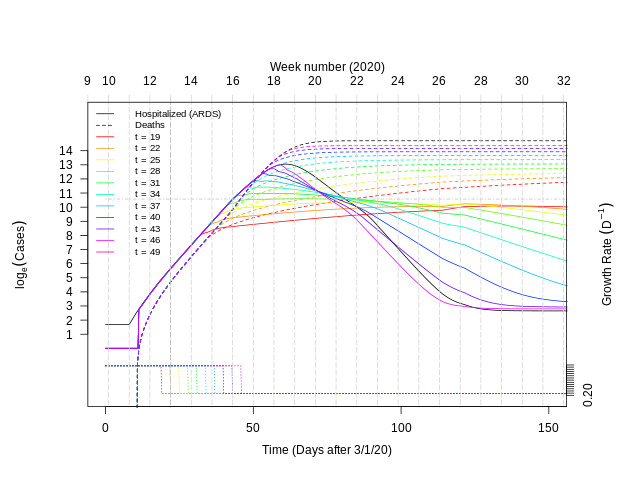 Week number (2020)
9 10 12 14 16 18 20 22 24 26 28 30 32
Hospitalized (ARDS)
Deaths
t = 19
t = 22
t = 25
t = 28
t = 31
t = 34
t = 37
t = 40
t = 43
t = 46
t = 49
14
13
12
11
10
9
8
7
6
5
4
3
2
1
logₑ(Cases)
Growth Rate (D⁻¹)
0.20
0 50 100 150
Time (Days after 3/1/20)